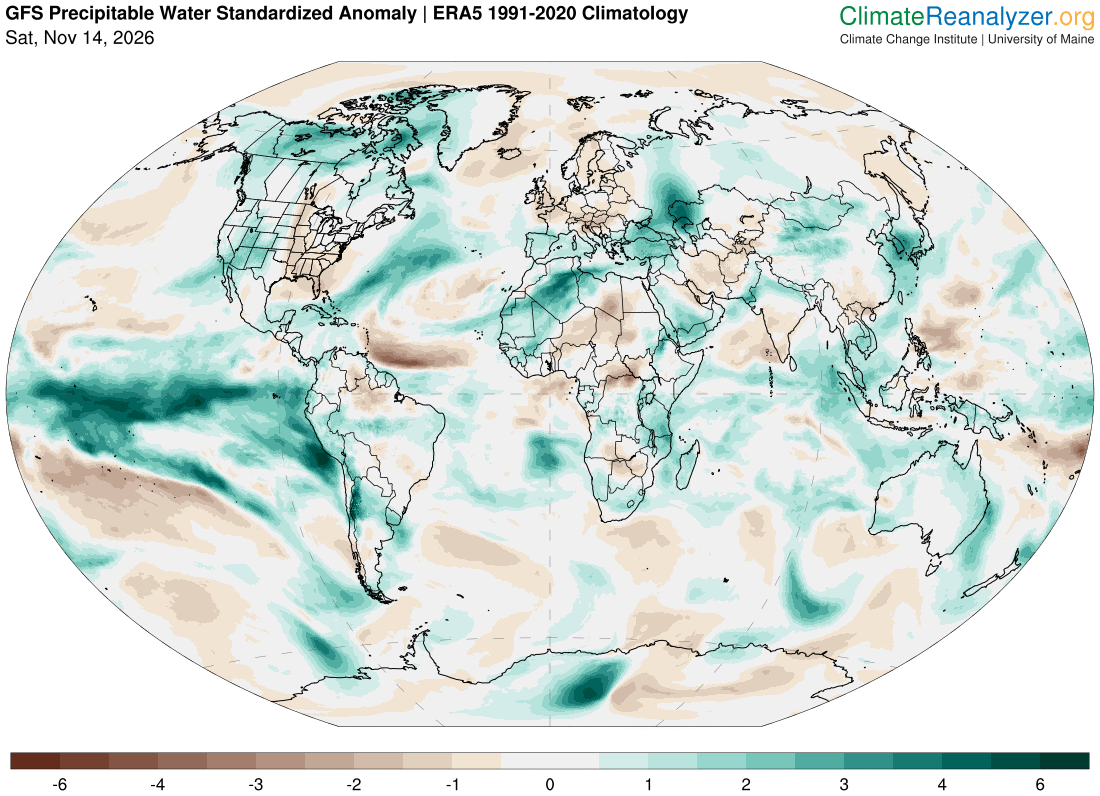 GFS Precipitable Water Standardized Anomaly | ERA5 1991-2020 Climatology
Sat, Nov 14, 2026
ClimateReanalyzer.org
Climate Change Institute | University of Maine
-6 -4 -3 -2 -1 0 1 2 3 4 6